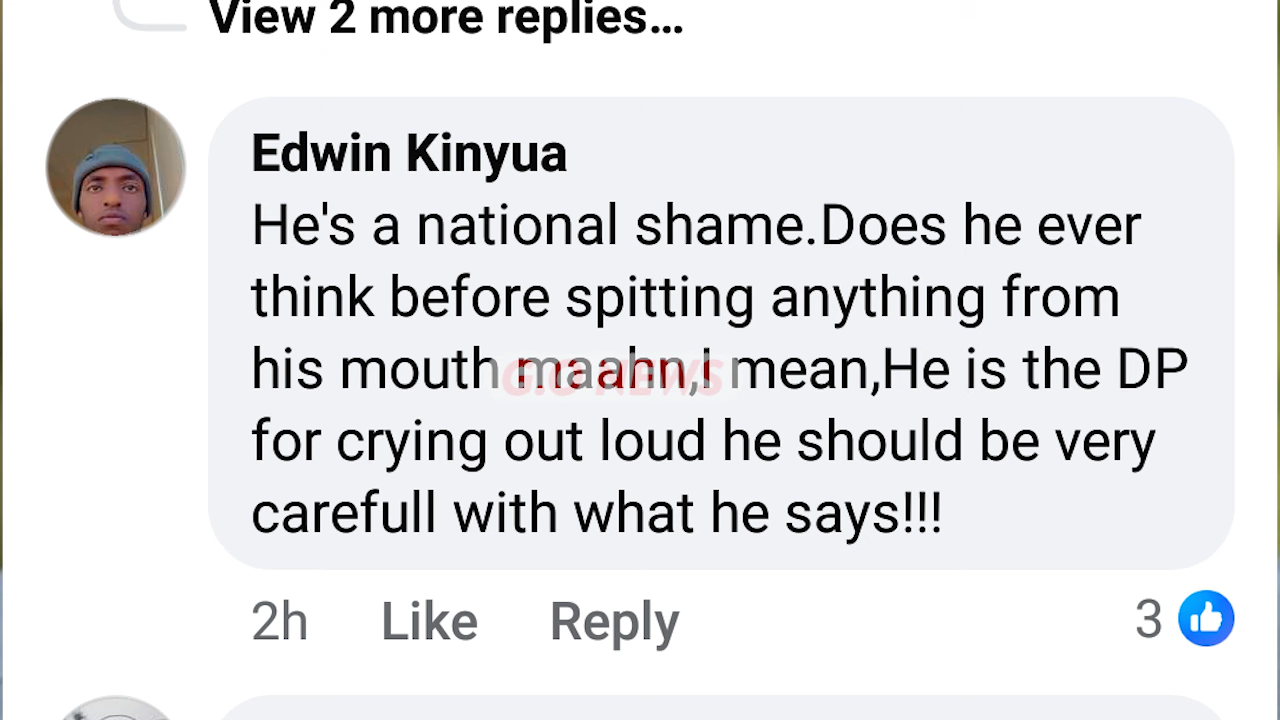 View 2 more replies...
Edwin Kinyua
He's a national shame.Does he ever
think before spitting anything from
his mouth maahn,I mean,He is the DP
for crying out loud he should be very
carefull with what he says!!!
G.O NEWS
2h Like Reply 3